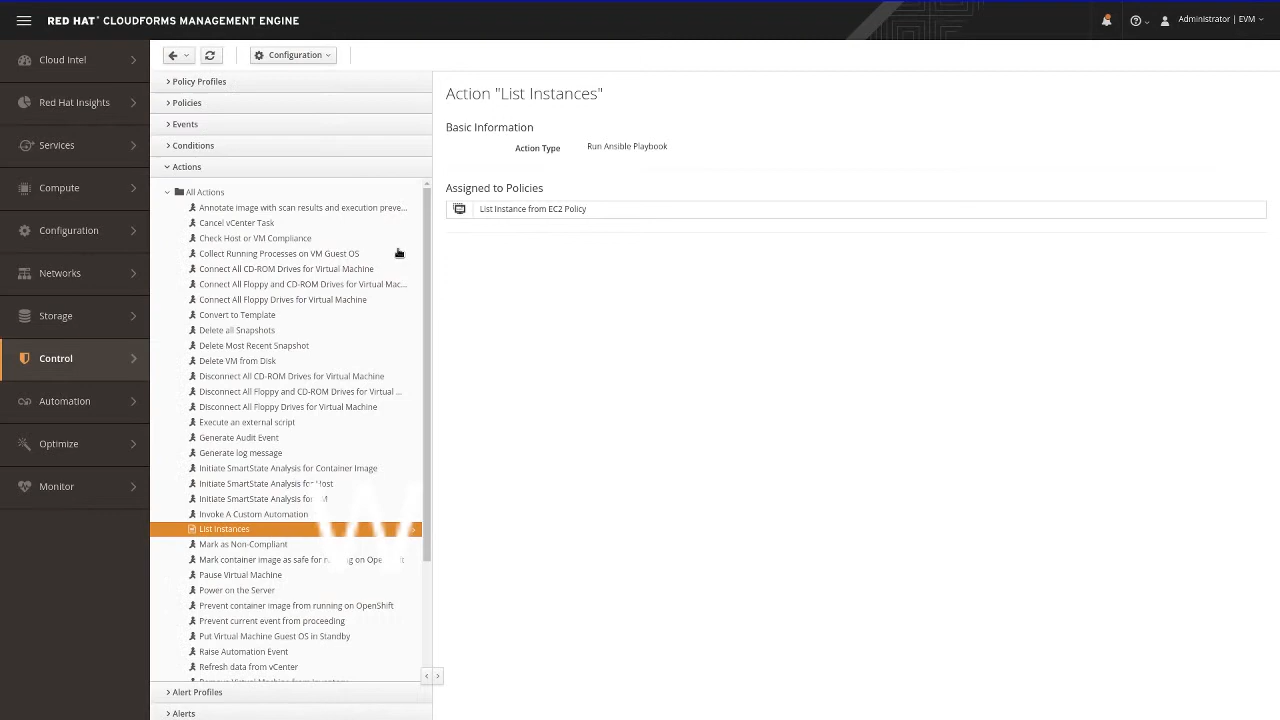 RED HAT® CLOUDFORMS MANAGEMENT ENGINE
Administrator | EVM
Cloud Intel
Red Hat Insights
Services
Compute
Configuration
Networks
Storage
Control
Automation
Optimize
Monitor
Configuration
Policy Profiles
Policies
Events
Conditions
Actions
All Actions
Annotate image with scan results and execution preve...
Cancel vCenter Task
Check Host or VM Compliance
Collect Running Processes on VM Guest OS
Connect All CD-ROM Drives for Virtual Machine
Connect All Floppy and CD-ROM Drives for Virtual Mac...
Connect All Floppy Drives for Virtual Machine
Convert to Template
Delete all Snapshots
Delete Most Recent Snapshot
Delete VM from Disk
Disconnect All CD-ROM Drives for Virtual Machine
Disconnect All Floppy and CD-ROM Drives for Virtual ...
Disconnect All Floppy Drives for Virtual Machine
Execute an external script
Generate Audit Event
Generate log message
Initiate SmartState Analysis for Container Image
Initiate SmartState Analysis for Host
Initiate SmartState Analysis for VM
Invoke A Custom Automation
List Instances
Mark as Non-Compliant
Mark container image as safe for running on OpenShift
Pause Virtual Machine
Power on the Server
Prevent container image from running on OpenShift
Prevent current event from proceeding
Put Virtual Machine Guest OS in Standby
Raise Automation Event
Refresh data from vCenter
Alert Profiles
Alerts
Action "List Instances"
Basic Information
Action Type Run Ansible Playbook
Assigned to Policies
List Instance from EC2 Policy